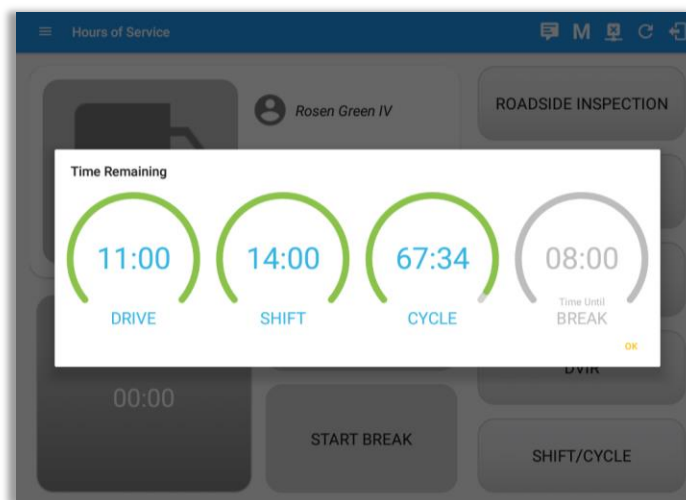 Hours of Service
M
Rosen Green IV
ROADSIDE INSPECTION
Time Remaining
11:00
DRIVE
14:00
SHIFT
67:34
CYCLE
08:00
Time Until
BREAK
OK
DVIR
00:00
START BREAK
SHIFT/CYCLE